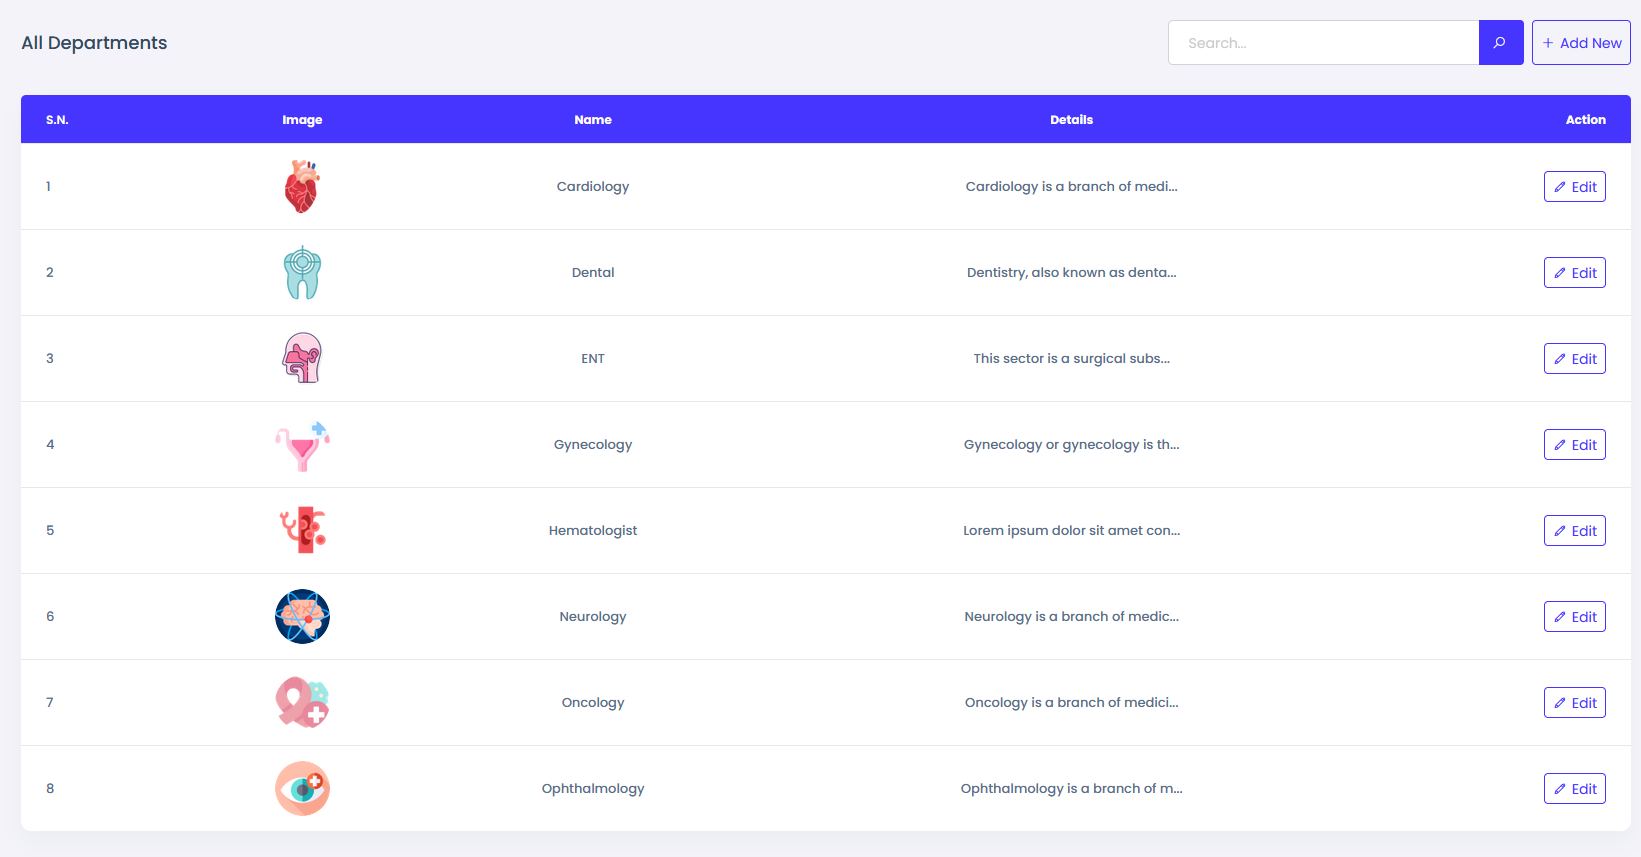 All Departments
Search...
Add New
S.N. Image Name Details Action
1 Cardiology Cardiology is a branch of medi... Edit
2 Dental Dentistry, also known as denta... Edit
3 ENT This sector is a surgical subs... Edit
4 Gynecology Gynecology or gynecology is th... Edit
5 Hematologist Lorem ipsum dolor sit amet con... Edit
6 Neurology Neurology is a branch of medic... Edit
7 Oncology Oncology is a branch of medici... Edit
8 Ophthalmology Ophthalmology is a branch of m... Edit